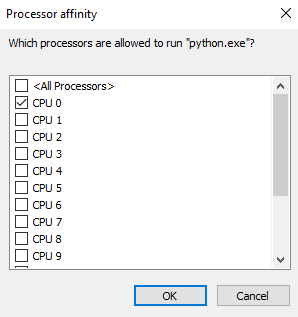 Processor affinity
Which processors are allowed to run "python.exe"?
<All Processors>
CPU 0
CPU 1
CPU 2
CPU 3
CPU 4
CPU 5
CPU 6
CPU 7
CPU 8
CPU 9
OK
Cancel